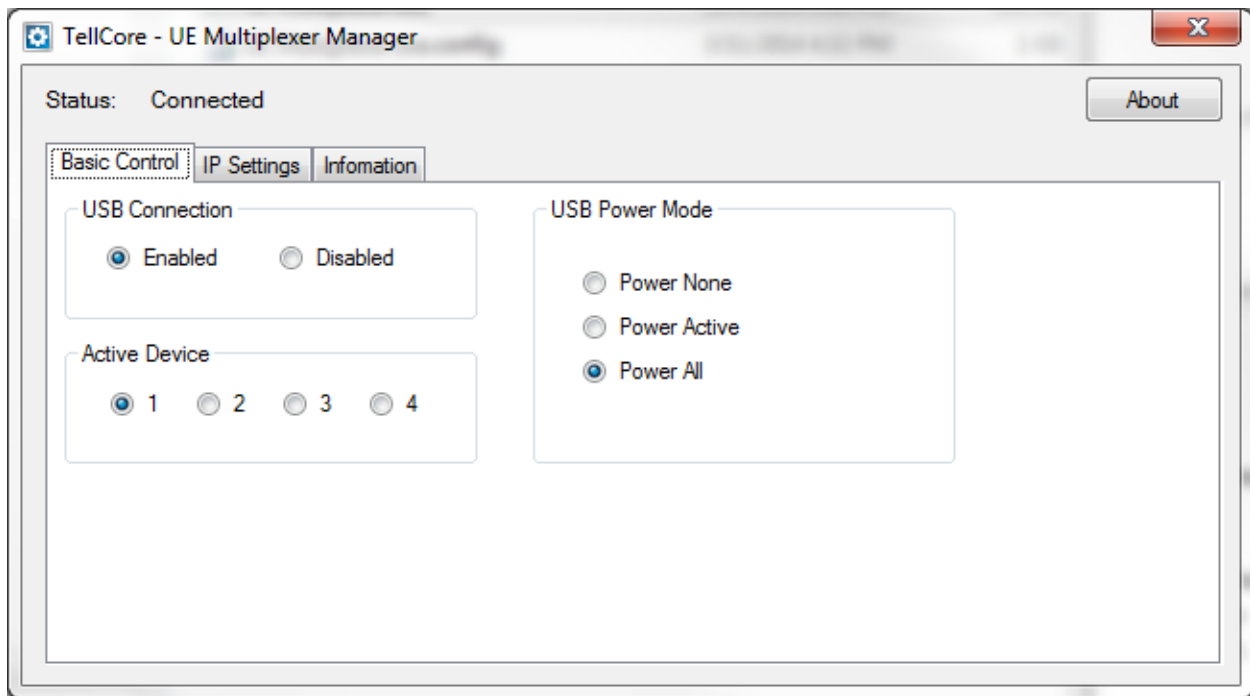 TellCore - UE Multiplexer Manager
Status: Connected
About
Basic Control IP Settings Infomation
USB Connection
Enabled Disabled
Active Device
1 2 3 4
USB Power Mode
Power None
Power Active
Power All